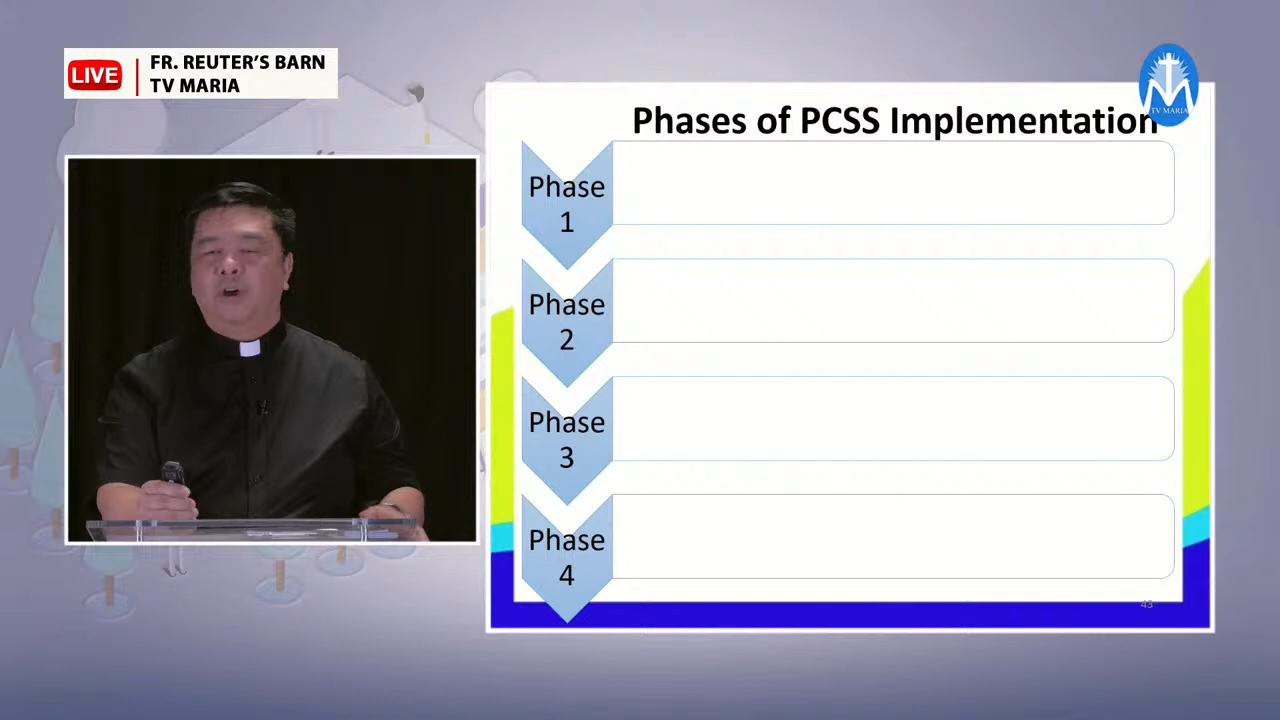 LIVE
FR. REUTER'S BARN
TV MARIA
TV MARIA
Phases of PCSS Implementation
Phase
1
Phase
2
Phase
3
Phase
4
43